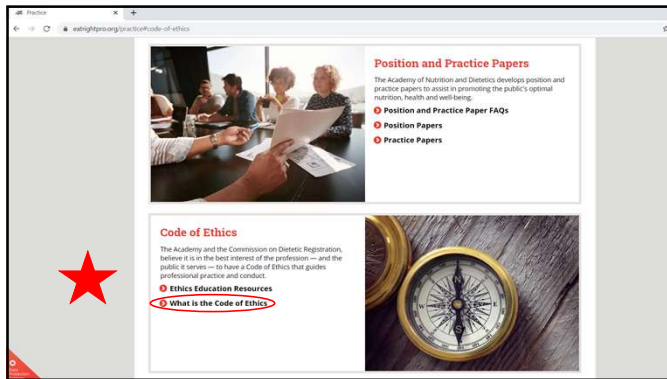 Practice
eatrightpro.org/practice#code-of-ethics
Position and Practice Papers
The Academy of Nutrition and Dietetics develops position and
practice papers to assist in promoting the public's optimal
nutrition, health and well-being.
Position and Practice Paper FAQs
Position Papers
Practice Papers
Code of Ethics
The Academy and the Commission on Dietetic Registration,
believe it is in the best interest of the profession — and the
public it serves — to have a Code of Ethics that guides
professional practice and conduct.
Ethics Education Resources
What is the Code of Ethics
N
E
S
W